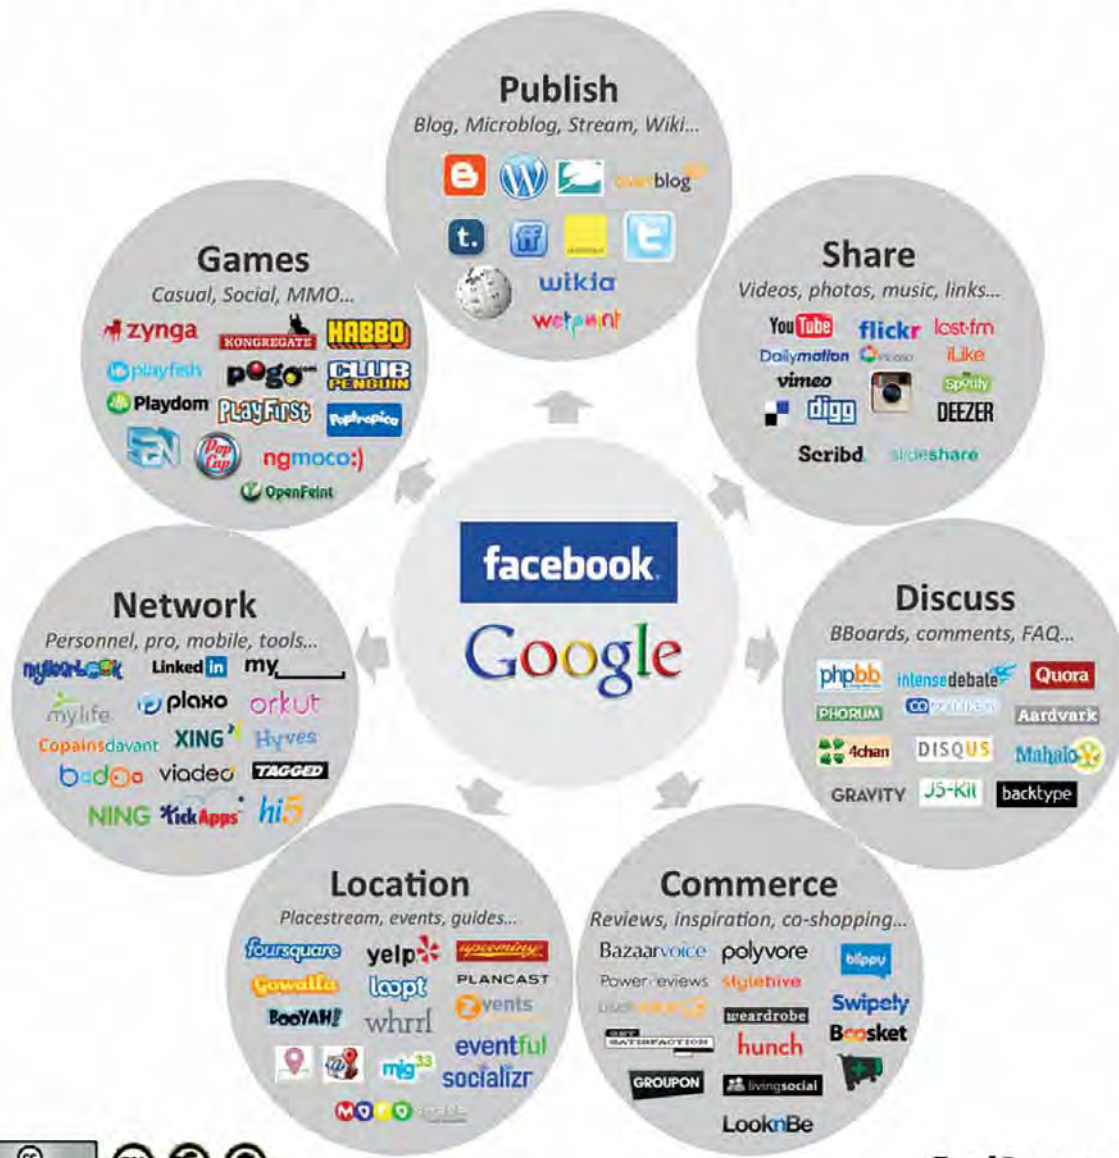 Publish
Blog, Microblog, Stream, Wiki...
overblog
t. ff t
wikia
wetpaint
Games
Casual, Social, MMO...
zynga KONGREGATE HABBO
playfish pogo.com CLUB PENGUIN
Playdom PLayFirst Poptropica
Pop Cap ngmoco:)
OpenFeint
Share
Videos, photos, music, links...
YouTube flickr last·fm
Dailymotion iLike
vimeo Spotify
digg DEEZER
Scribd slideshare
facebook
Google
Network
Personnel, pro, mobile, tools...
myYearbook Linked in my
mylife plaxo orkut
Copainsdavant XING Hyves
badoo viadeo TAGGED
NING KickApps hi5
Discuss
BBoards, comments, FAQ...
phpbb intensedebate Quora
PHORUM cocomment Aardvark
4chan DISQUS Mahalo
GRAVITY JS-Kit backtype
Location
Placestream, events, guides...
foursquare yelp upcoming
Gowalla loopt PLANCAST
BooYAH! whrrl Zvents
mig33 eventful
socializr
Commerce
Reviews, inspiration, co-shopping...
Bazaarvoice polyvore blippy
PowerReviews stylehive
weardrobe Swipely
GET SATISFACTION hunch Boosket
GROUPON livingsocial
LooknBe
cc